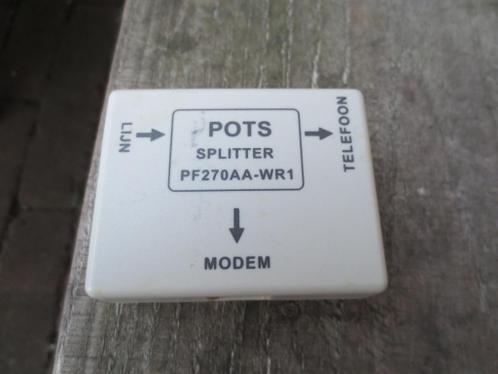 LIJN
POTS
SPLITTER
PF270AA-WR1
TELEFOON
MODEM